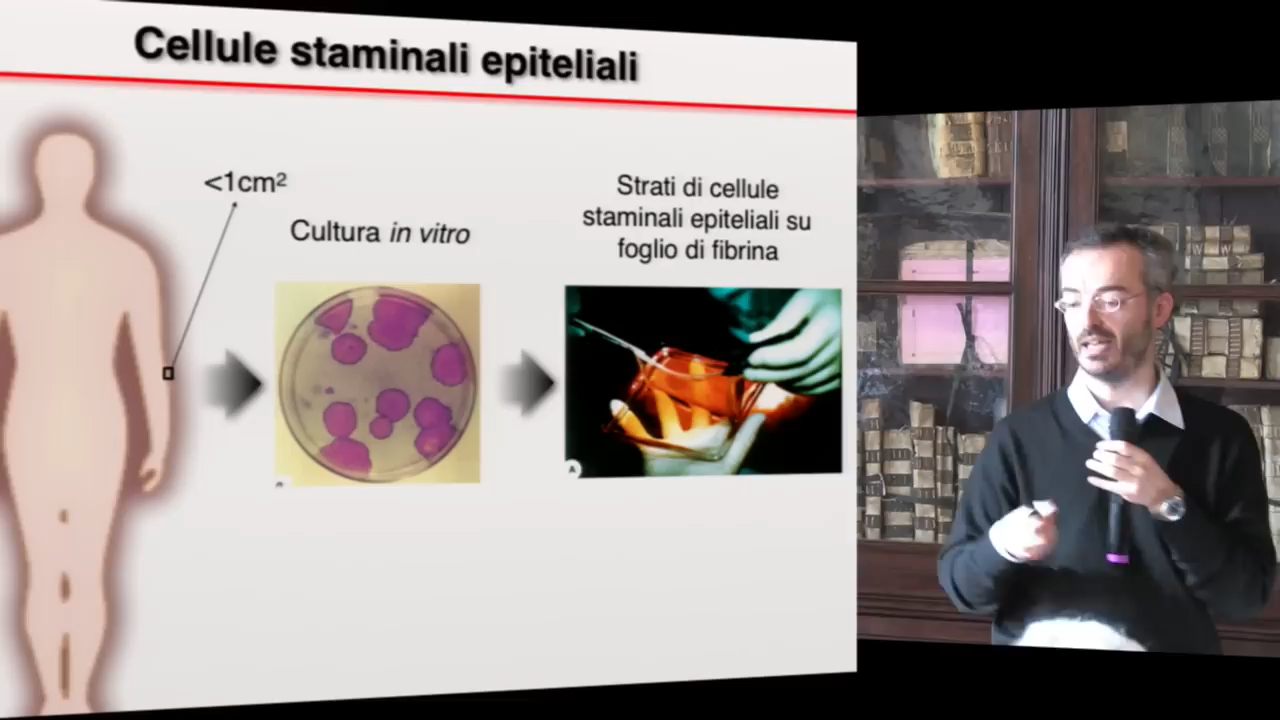 Cellule staminali epiteliali
<1cm²
Cultura in vitro
Strati di cellule
staminali epiteliali su
foglio di fibrina
A